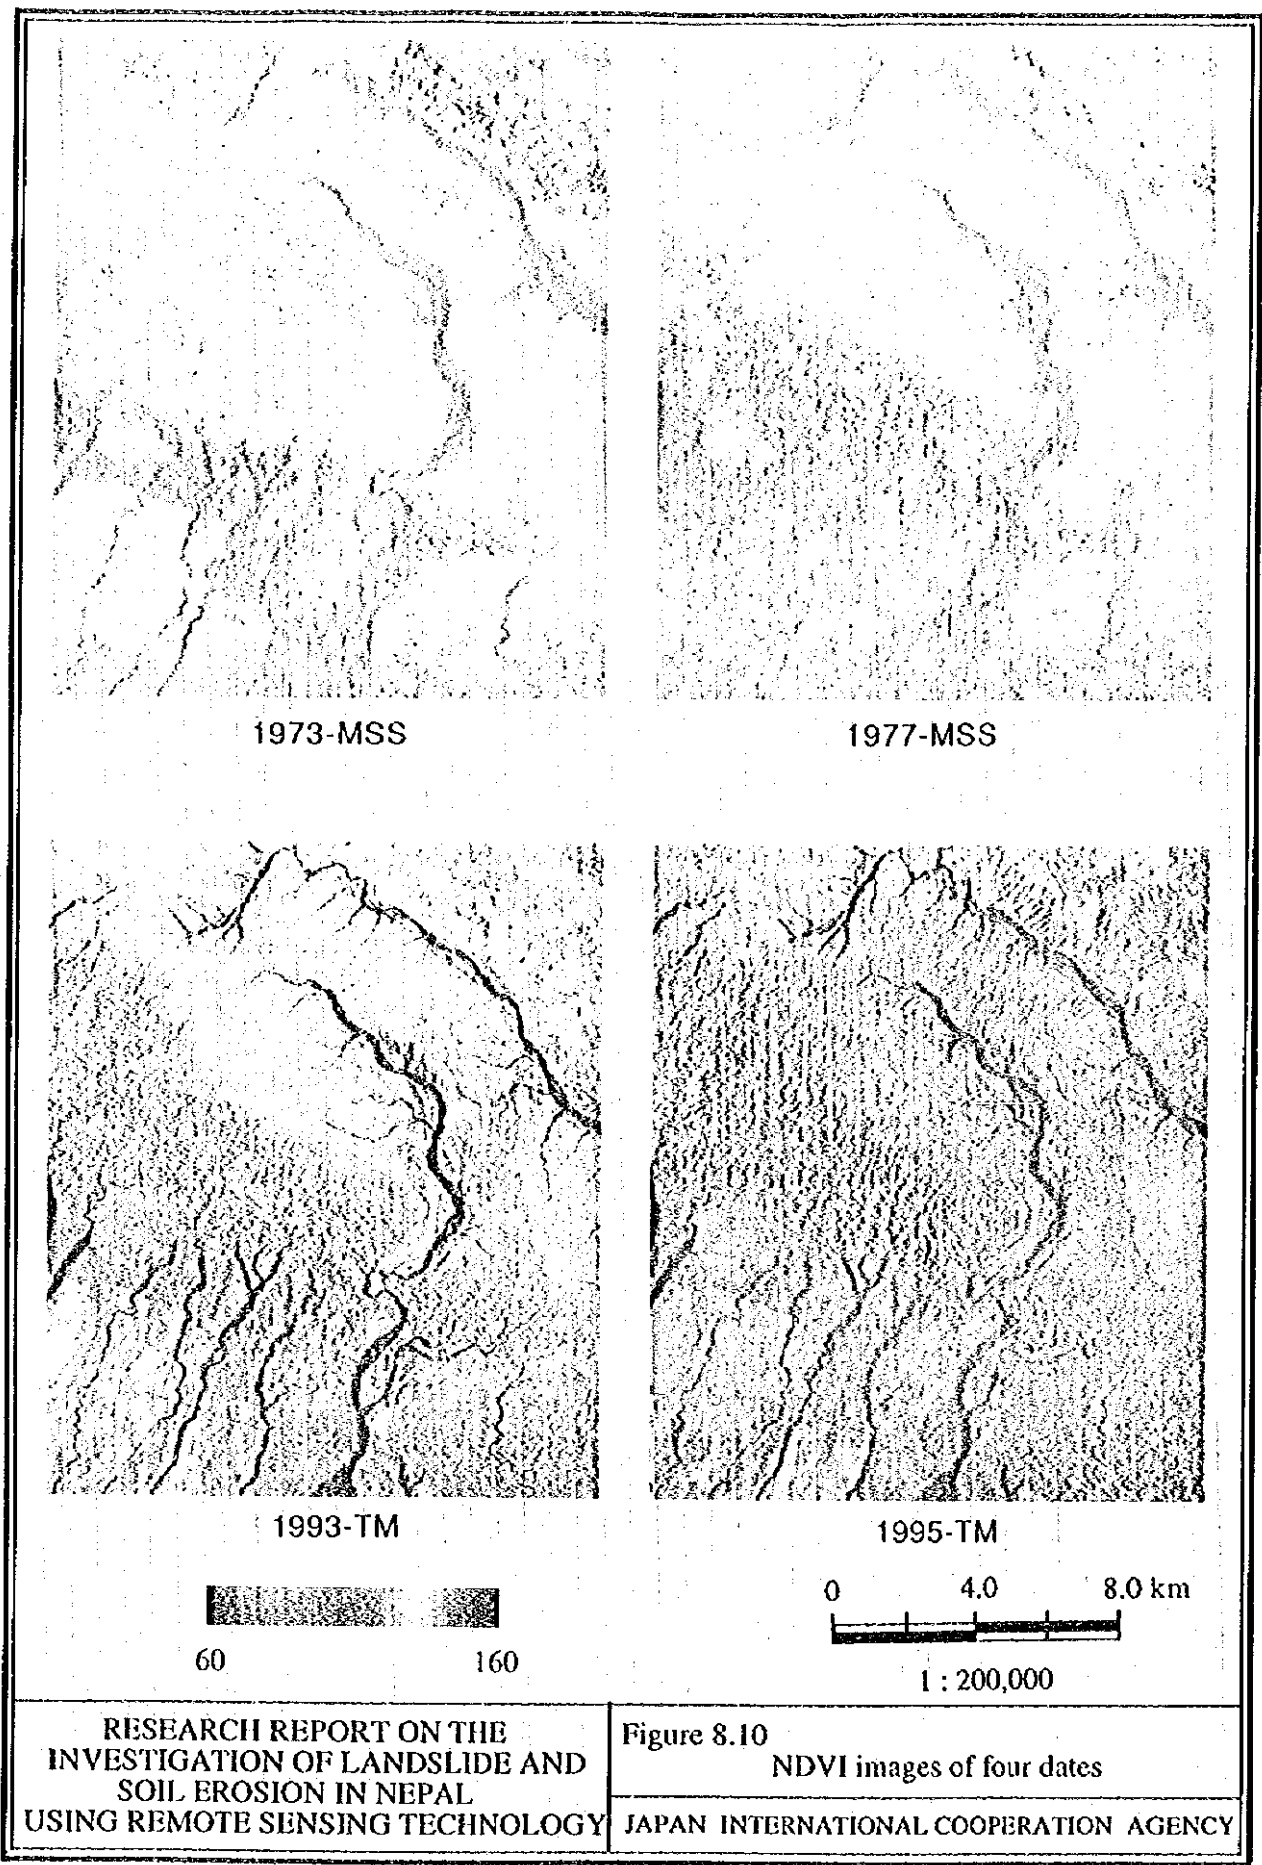 1973-MSS
1977-MSS
1993-TM
1995-TM
60
160
0 4.0 8.0 km
1 : 200,000
RESEARCH REPORT ON THE
INVESTIGATION OF LANDSLIDE AND
SOIL EROSION IN NEPAL
USING REMOTE SENSING TECHNOLOGY
Figure 8.10
NDVI images of four dates
JAPAN INTERNATIONAL COOPERATION AGENCY